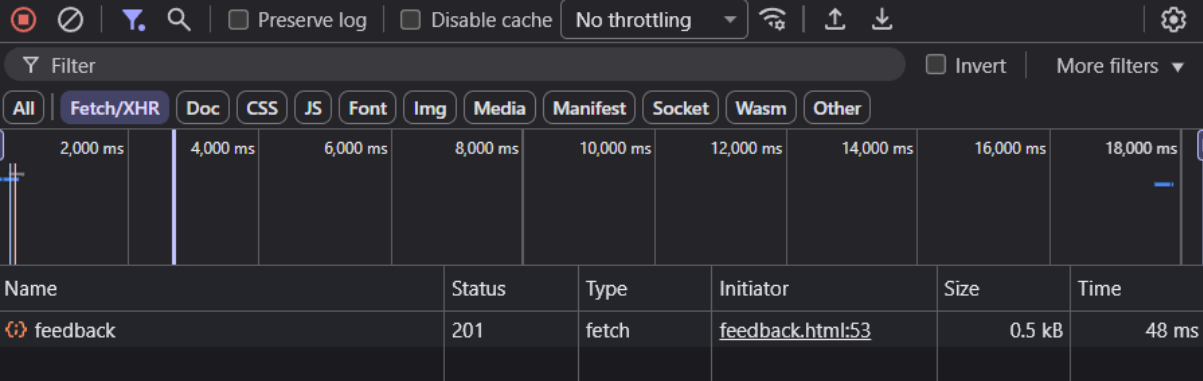 Preserve log Disable cache No throttling
Filter Invert More filters
All Fetch/XHR Doc CSS JS Font Img Media Manifest Socket Wasm Other
2,000 ms 4,000 ms 6,000 ms 8,000 ms 10,000 ms 12,000 ms 14,000 ms 16,000 ms 18,000 ms
Name Status Type Initiator Size Time
feedback 201 fetch feedback.html:53 0.5 kB 48 ms